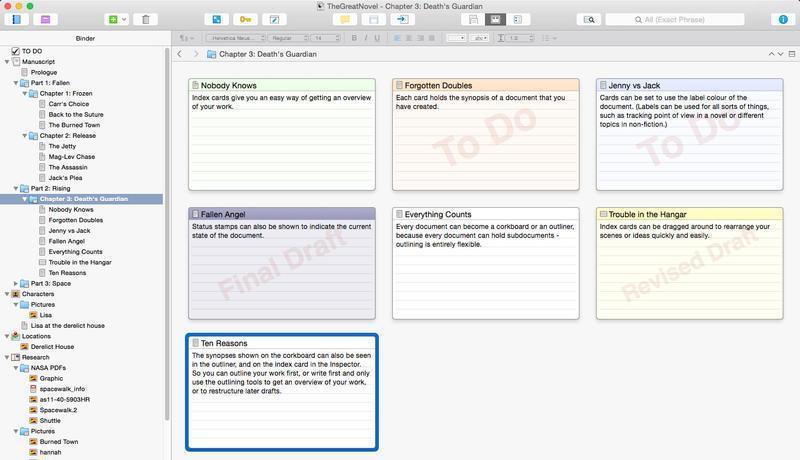 TheGreatNovel - Chapter 3: Death's Guardian
Helvetica Neue
Regular
14
B I U
abc
1.0
All (Exact Phrase)
Binder
Chapter 3: Death's Guardian
TO DO
Manuscript
Prologue
Part 1: Fallen
Chapter 1: Frozen
Carr's Choice
Back to the Suture
The Burned Town
Chapter 2: Release
The Jetty
Mag-Lev Chase
The Assassin
Jack's Plea
Part 2: Rising
Chapter 3: Death's Guardian
Nobody Knows
Forgotten Doubles
Jenny vs Jack
Fallen Angel
Everything Counts
Trouble in the Hangar
Ten Reasons
Part 3: Space
Characters
Pictures
Lisa
Lisa at the derelict house
Locations
Derelict House
Research
NASA PDFs
Graphic
spacewalk_info
as11-40-5903HR
Spacewalk.2
Shuttle
Pictures
Burned Town
hannah
Nobody Knows
Index cards give you an easy way of getting an overview
of your work.
Forgotten Doubles
Each card holds the synopsis of a document that you
have created.
To Do
Jenny vs Jack
Cards can be set to use the label colour of the
document. (Labels can be used for all sorts of things,
such as tracking point of view in a novel or different
topics in non-fiction.)
To Do
Fallen Angel
Status stamps can also be shown to indicate the current
state of the document.
Final Draft
Everything Counts
Every document can become a corkboard or an outliner,
because every document can hold subdocuments -
outlining is entirely flexible.
Trouble in the Hangar
Index cards can be dragged around to rearrange your
scenes or ideas quickly and easily.
Revised Draft
Ten Reasons
The synopses shown on the corkboard can also be seen
in the outliner, and on the index card in the Inspector.
So you can outline your work first, or write first and only
use the outlining tools to get an overview of your work,
or to restructure later drafts.